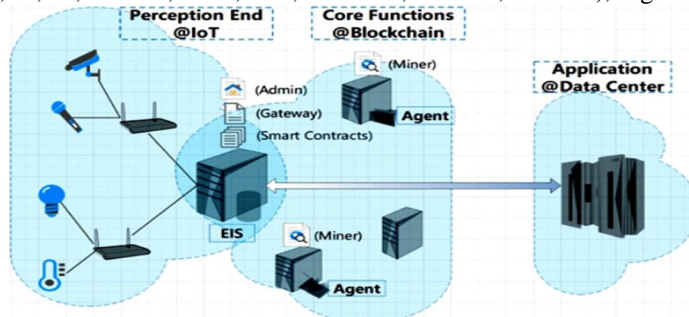 Perception End
@IoT
Core Functions
@Blockchain
Application
@Data Center
(Admin)
(Gateway)
(Smart Contracts)
EIS
(Miner)
Agent
(Miner)
Agent